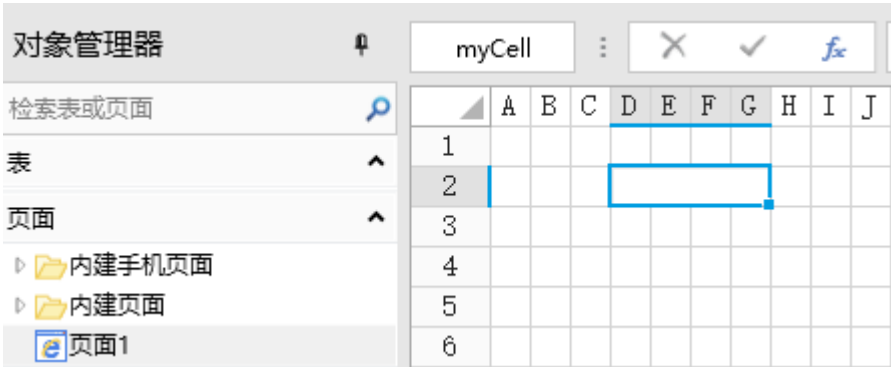 对象管理器
myCell
fx
检索表或页面
A B C D E F G H I J
表
1
2
页面
3
内建手机页面
4
内建页面
5
页面1
6